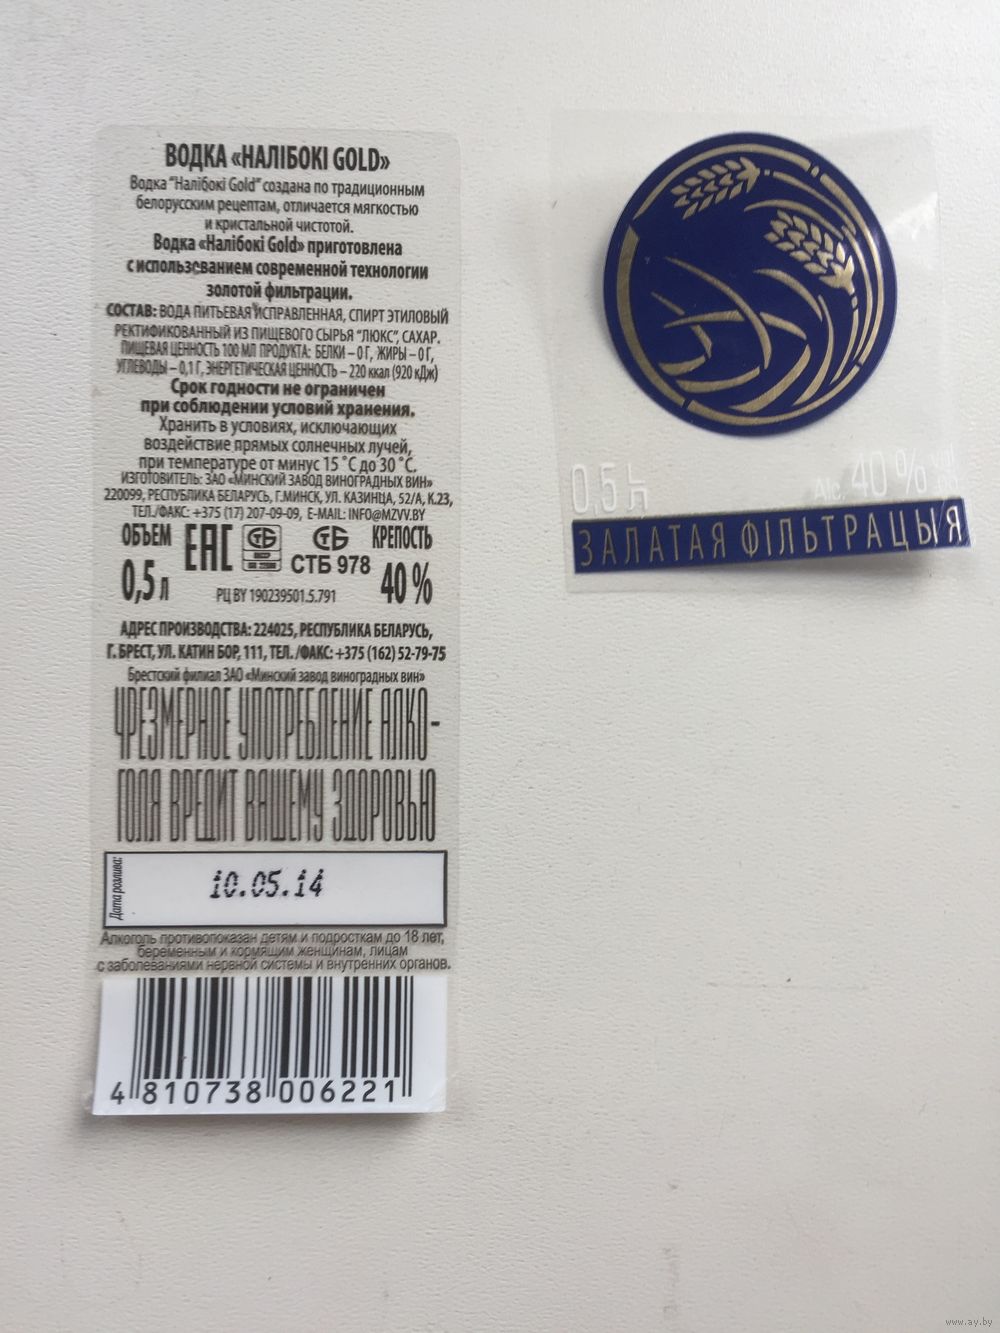 ВОДКА «НАЛІБОКІ GOLD»
Водка "Налібокі Gold" создана по традиционным
белорусским рецептам, отличается мягкостью
и кристальной чистотой.
Водка «Налібокі Gold» приготовлена
с использованием современной технологии
золотой фильтрации.
СОСТАВ: ВОДА ПИТЬЕВАЯ ИСПРАВЛЕННАЯ, СПИРТ ЭТИЛОВЫЙ
РЕКТИФИКОВАННЫЙ ИЗ ПИЩЕВОГО СЫРЬЯ "ЛЮКС", САХАР.
ПИЩЕВАЯ ЦЕННОСТЬ 100 МЛ ПРОДУКТА: БЕЛКИ – 0 Г, ЖИРЫ – 0 Г,
УГЛЕВОДЫ – 0,1 Г, ЭНЕРГЕТИЧЕСКАЯ ЦЕННОСТЬ – 220 ккал (920 кДж)
Срок годности не ограничен
при соблюдении условий хранения.
Хранить в условиях, исключающих
воздействие прямых солнечных лучей,
при температуре от минус 15 ˚С до 30 ˚С.
ИЗГОТОВИТЕЛЬ: ЗАО «МИНСКИЙ ЗАВОД ВИНОГРАДНЫХ ВИН»
220099, РЕСПУБЛИКА БЕЛАРУСЬ, Г.МИНСК, УЛ. КАЗИНЦА, 52/А, К.23,
ТЕЛ./ФАКС: +375 (17) 207-09-09, E-MAIL: INFO@MZVV.BY
ОБЪЕМ EAC СТБ СТБ КРЕПОСТЬ
0,5 л СТБ 978 40 %
РЦ BY 190239501.5.791
АДРЕС ПРОИЗВОДСТВА: 224025, РЕСПУБЛИКА БЕЛАРУСЬ,
Г. БРЕСТ, УЛ. КАТИН БОР, 111, ТЕЛ. /ФАКС: +375 (162) 52-79-75
Брестский филиал ЗАО «Минский завод виноградных вин»
ЧРЕЗМЕРНОЕ УПОТРЕБЛЕНИЕ АЛКО-
ГОЛЯ ВРЕДИТ ВАШЕМУ ЗДОРОВЬЮ
Дата розлива:
10.05.14
Алкоголь противопоказан детям и подросткам до 18 лет,
беременным и кормящим женщинам, лицам
с заболеваниями нервной системы и внутренних органов.
4 810738 006221
0,5 л Alc. 40 % vol
ЗАЛАТАЯ ФІЛЬТРАЦЫЯ
www.ay.by